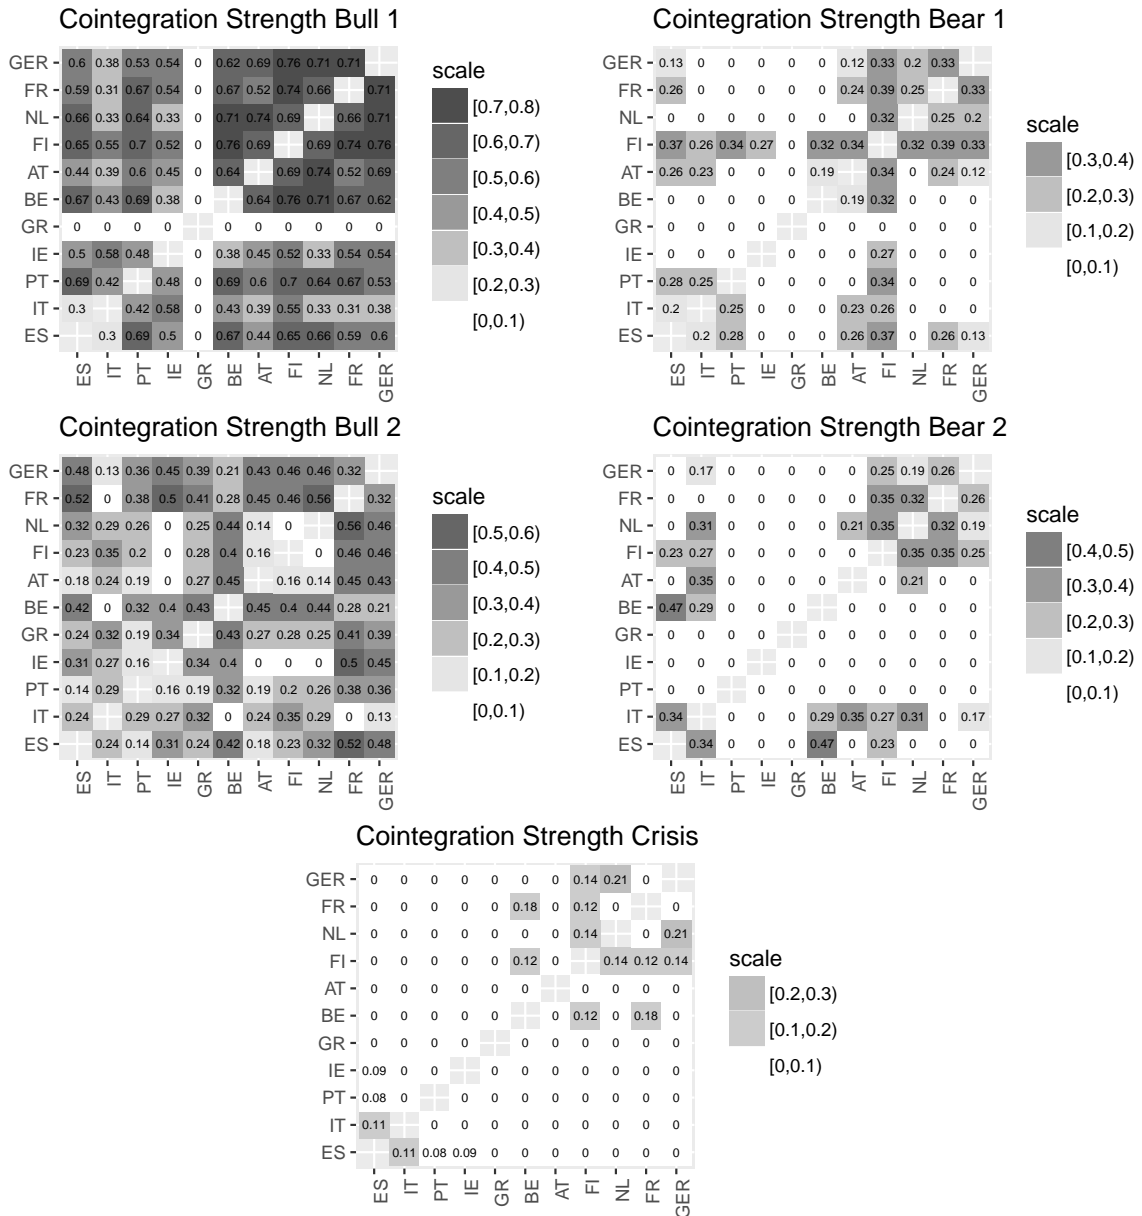 Cointegration Strength Bull 1
GER 0.6 0.38 0.53 0.54 0 0.62 0.69 0.76 0.71 0.71
FR 0.59 0.31 0.67 0.54 0 0.67 0.52 0.74 0.66 0.71
NL 0.66 0.33 0.64 0.33 0 0.71 0.74 0.69 0.66 0.71
FI 0.65 0.55 0.7 0.52 0 0.76 0.69 0.69 0.74 0.76
AT 0.44 0.39 0.6 0.45 0 0.64 0.69 0.74 0.52 0.69
BE 0.67 0.43 0.69 0.38 0 0.64 0.76 0.71 0.67 0.62
GR 0 0 0 0 0 0 0 0 0 0
IE 0.5 0.58 0.48 0 0.38 0.45 0.52 0.33 0.54 0.54
PT 0.69 0.42 0.48 0 0.69 0.6 0.7 0.64 0.67 0.53
IT 0.3 0.42 0.58 0 0.43 0.39 0.55 0.33 0.31 0.38
ES 0.3 0.69 0.5 0 0.67 0.44 0.65 0.66 0.59 0.6
ES IT PT IE GR BE AT FI NL FR GER
scale
[0.7,0.8)
[0.6,0.7)
[0.5,0.6)
[0.4,0.5)
[0.3,0.4)
[0.2,0.3)
[0,0.1)
Cointegration Strength Bear 1
GER 0.13 0 0 0 0 0 0.12 0.33 0.2 0.33
FR 0.26 0 0 0 0 0 0.24 0.39 0.25 0.33
NL 0 0 0 0 0 0 0 0.32 0.25 0.2
FI 0.37 0.26 0.34 0.27 0 0.32 0.34 0.32 0.39 0.33
AT 0.26 0.23 0 0 0 0.19 0.34 0 0.24 0.12
BE 0 0 0 0 0 0.19 0.32 0 0 0
GR 0 0 0 0 0 0 0 0 0 0
IE 0 0 0 0 0 0 0.27 0 0 0
PT 0.28 0.25 0 0 0 0 0.34 0 0 0
IT 0.2 0.25 0 0 0 0.23 0.26 0 0 0
ES 0.2 0.28 0 0 0 0.26 0.37 0 0.26 0.13
ES IT PT IE GR BE AT FI NL FR GER
scale
[0.3,0.4)
[0.2,0.3)
[0.1,0.2)
[0,0.1)
Cointegration Strength Bull 2
GER 0.48 0.13 0.36 0.45 0.39 0.21 0.43 0.46 0.46 0.32
FR 0.52 0 0.38 0.5 0.41 0.28 0.45 0.46 0.56 0.32
NL 0.32 0.29 0.26 0 0.25 0.44 0.14 0 0.56 0.46
FI 0.23 0.35 0.2 0 0.28 0.4 0.16 0 0.46 0.46
AT 0.18 0.24 0.19 0 0.27 0.45 0.16 0.14 0.45 0.43
BE 0.42 0 0.32 0.4 0.43 0.45 0.4 0.44 0.28 0.21
GR 0.24 0.32 0.19 0.34 0.43 0.27 0.28 0.25 0.41 0.39
IE 0.31 0.27 0.16 0.34 0.4 0 0 0 0.5 0.45
PT 0.14 0.29 0.16 0.19 0.32 0.19 0.2 0.26 0.38 0.36
IT 0.24 0.29 0.27 0.32 0 0.24 0.35 0.29 0 0.13
ES 0.24 0.14 0.31 0.24 0.42 0.18 0.23 0.32 0.52 0.48
ES IT PT IE GR BE AT FI NL FR GER
scale
[0.5,0.6)
[0.4,0.5)
[0.3,0.4)
[0.2,0.3)
[0.1,0.2)
[0,0.1)
Cointegration Strength Bear 2
GER 0 0.17 0 0 0 0 0 0.25 0.19 0.26
FR 0 0 0 0 0 0 0 0.35 0.32 0.26
NL 0 0.31 0 0 0 0 0.21 0.35 0.32 0.19
FI 0.23 0.27 0 0 0 0 0 0.35 0.35 0.25
AT 0 0.35 0 0 0 0 0 0.21 0 0
BE 0.47 0.29 0 0 0 0 0 0 0 0
GR 0 0 0 0 0 0 0 0 0 0
IE 0 0 0 0 0 0 0 0 0 0
PT 0 0 0 0 0 0 0 0 0 0
IT 0.34 0 0 0 0.29 0.35 0.27 0.31 0 0.17
ES 0.34 0 0 0 0.47 0 0.23 0 0 0
ES IT PT IE GR BE AT FI NL FR GER
scale
[0.4,0.5)
[0.3,0.4)
[0.2,0.3)
[0.1,0.2)
[0,0.1)
Cointegration Strength Crisis
GER 0 0 0 0 0 0 0 0.14 0.21 0
FR 0 0 0 0 0 0.18 0 0.12 0 0
NL 0 0 0 0 0 0 0 0.14 0 0.21
FI 0 0 0 0 0 0.12 0 0.14 0.12 0.14
AT 0 0 0 0 0 0 0 0 0 0
BE 0 0 0 0 0 0 0.12 0 0.18 0
GR 0 0 0 0 0 0 0 0 0 0
IE 0.09 0 0 0 0 0 0 0 0 0
PT 0.08 0 0 0 0 0 0 0 0 0
IT 0.11 0 0 0 0 0 0 0 0 0
ES 0.11 0.08 0.09 0 0 0 0 0 0 0
ES IT PT IE GR BE AT FI NL FR GER
scale
[0.2,0.3)
[0.1,0.2)
[0,0.1)